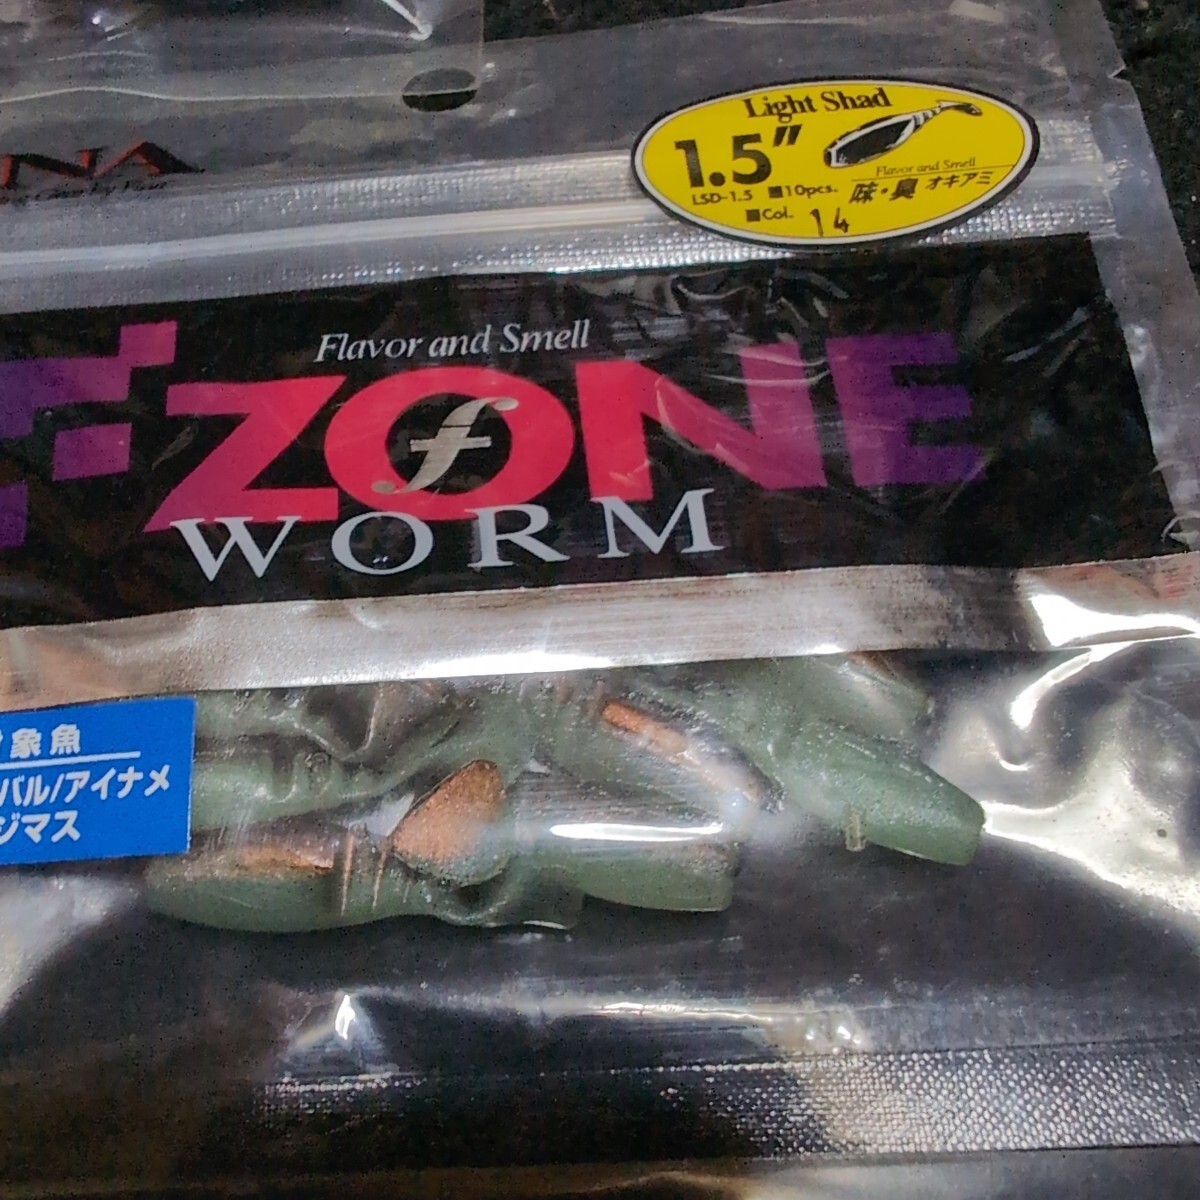 Light Shad
1.5"
Flavor and Smell
LSD-1.5 ■10pcs. 味・臭 オキアミ
■Col. 14
NA
Flavor and Smell
ZONE
f
WORM
象魚
バル/アイナメ
ジマス